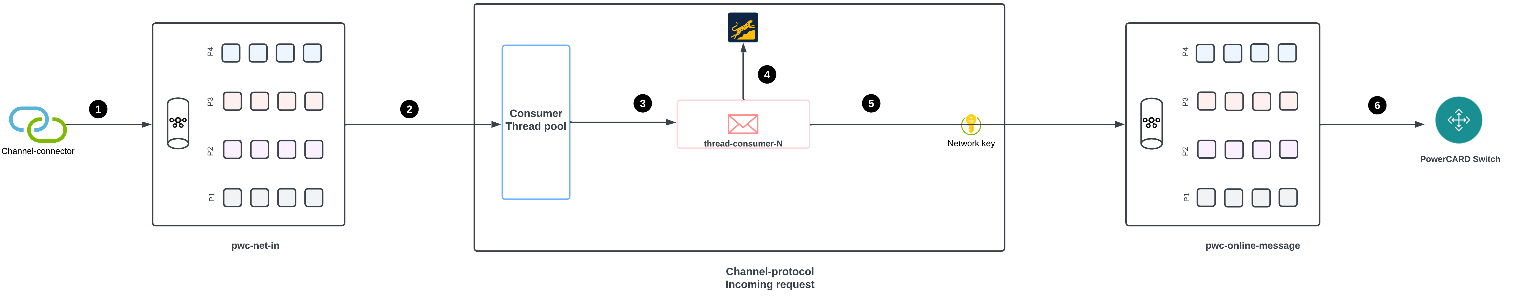 1
Channel-connector
P4
P3
P2
P1
pwc-net-in
2
Consumer
Thread pool
3
thread-consumer-N
4
5
Network key
Channel-protocol
Incoming request
P4
P3
P2
P1
pwc-online-message
6
PowerCARD Switch